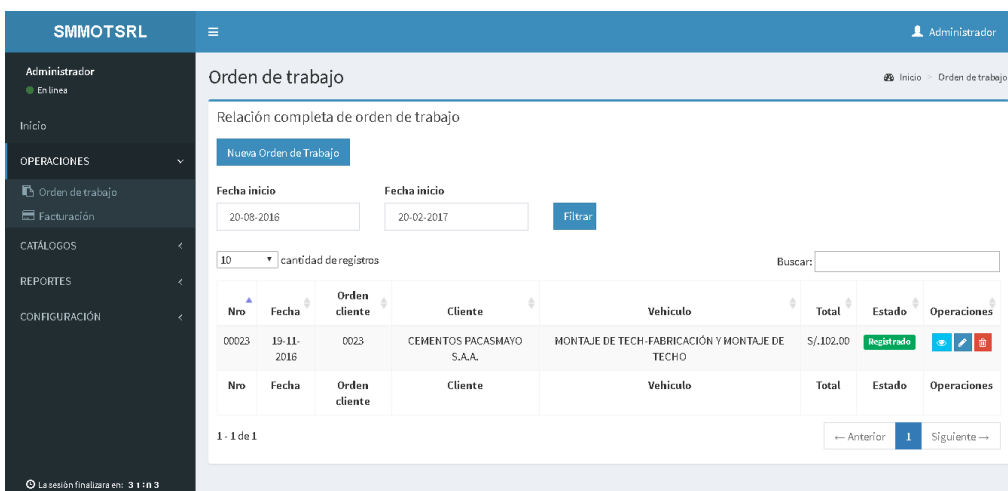 SMMOTSRL
Administrador
Administrador
En linea
Inicio
OPERACIONES
Orden de trabajo
Facturación
CATÁLOGOS
REPORTES
CONFIGURACIÓN
La sesión finalizara en:
Orden de trabajo
Inicio > Orden de trabajo
Relación completa de orden de trabajo
Nueva Orden de Trabajo
Fecha inicio Fecha inicio
20-08-2016 20-02-2017 Filtrar
10 cantidad de registros Buscar:
Nro Fecha Orden cliente Cliente Vehiculo Total Estado Operaciones
00023 19-11-2016 0023 CEMENTOS PACASMAYO S.A.A. MONTAJE DE TECH-FABRICACIÓN Y MONTAJE DE TECHO S/.102.00 Registrado
Nro Fecha Orden cliente Cliente Vehiculo Total Estado Operaciones
1 - 1 de 1
← Anterior 1 Siguiente →